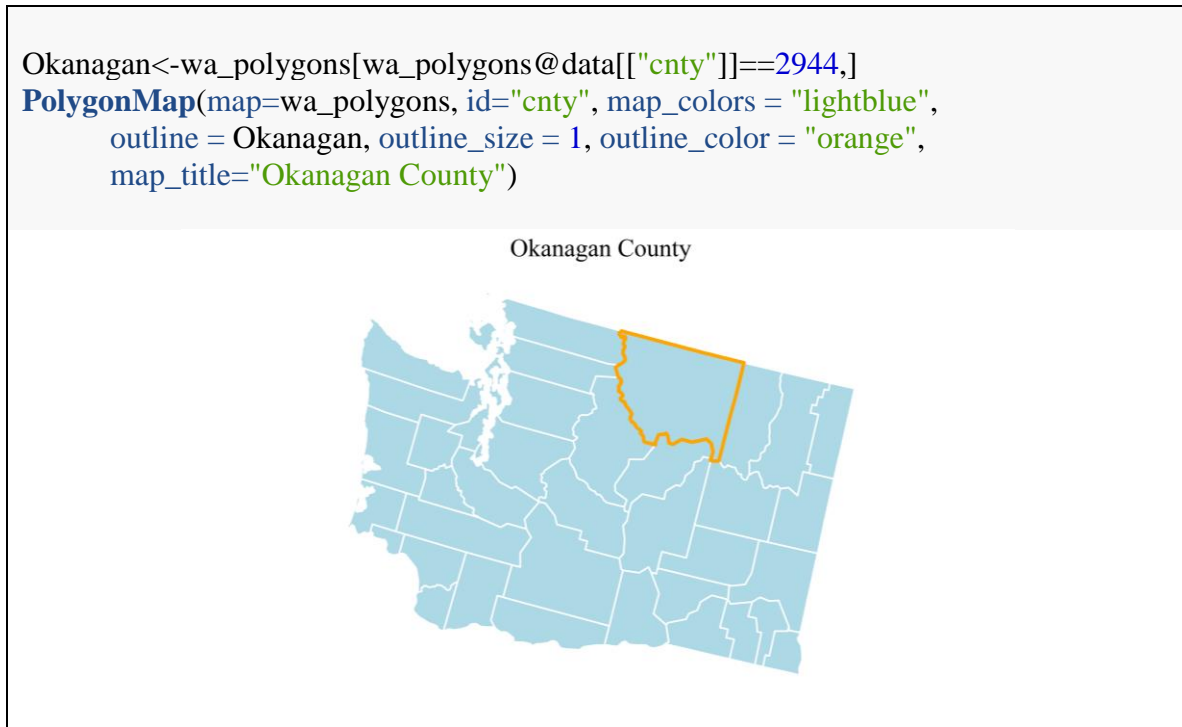 Okanagan<-wa_polygons[wa_polygons@data[["cnty"]]==2944,]
PolygonMap(map=wa_polygons, id="cnty", map_colors = "lightblue",
outline = Okanagan, outline_size = 1, outline_color = "orange",
map_title="Okanagan County")
Okanagan County